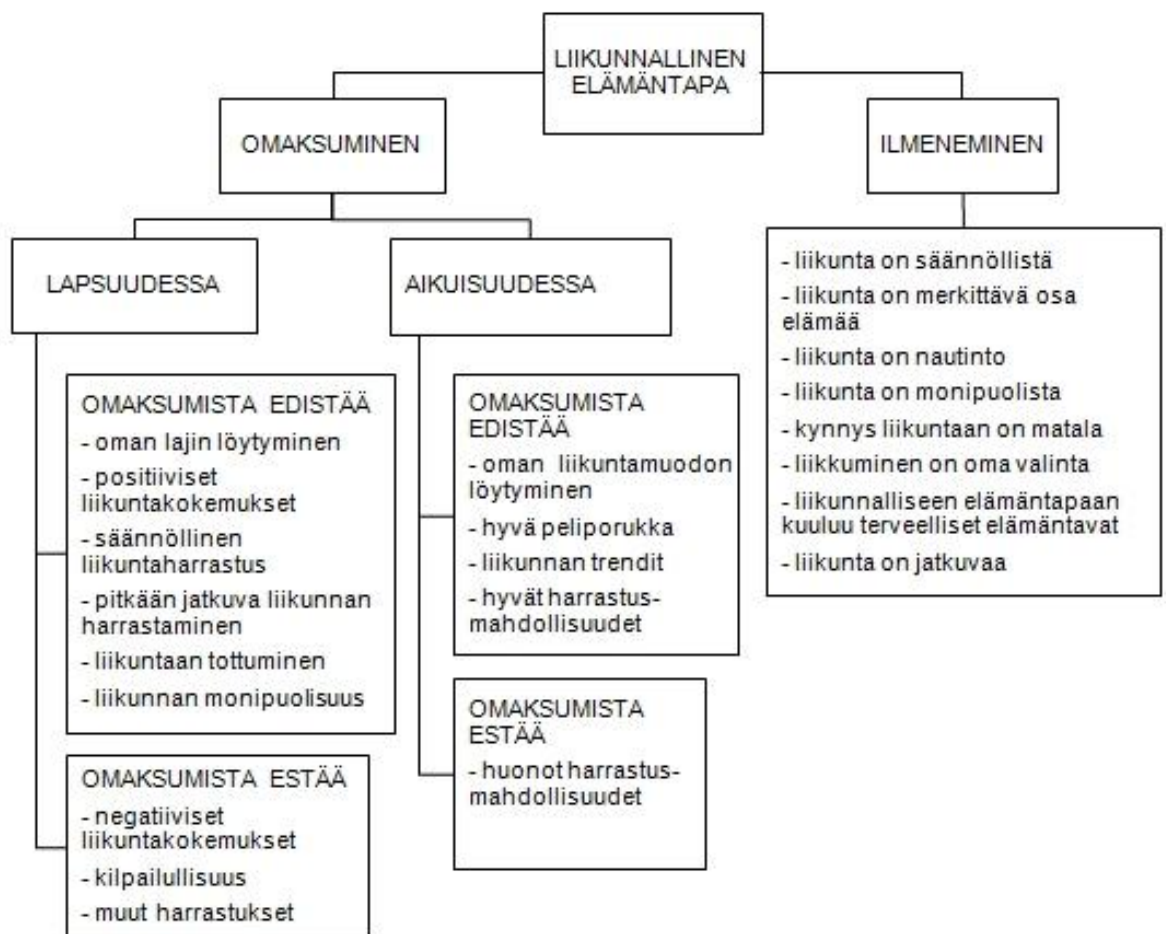 LIIKUNNALLINEN
ELÄMÄNTAPA
OMAKSUMINEN
ILMENEMINEN
LAPSUUDESSA
AIKUISUUDESSA
OMAKSUMISTA EDISTÄÄ
- oman lajin löytyminen
- positiiviset
liikuntakokemukset
- säännöllinen
liikuntaharrastus
- pitkään jatkuva liikunnan
harrastaminen
- liikuntaan tottuminen
- liikunnan monipuolisuus
OMAKSUMISTA ESTÄÄ
- negatiiviset
liikuntakokemukset
- kilpailullisuus
- muut harrastukset
OMAKSUMISTA
EDISTÄÄ
- oman liikuntamuodon
löytyminen
- hyvä peliporukka
- liikunnan trendit
- hyvät harrastus-
mahdollisuudet
OMAKSUMISTA
ESTÄÄ
- huonot harrastus-
mahdollisuudet
- liikunta on säännöllistä
- liikunta on merkittävä osa
elämää
- liikunta on nautinto
- liikunta on monipuolista
- kynnys liikuntaan on matala
- liikkuminen on oma valinta
- liikunnalliseen elämäntapaan
kuuluu terveelliset elämäntavat
- liikunta on jatkuvaa